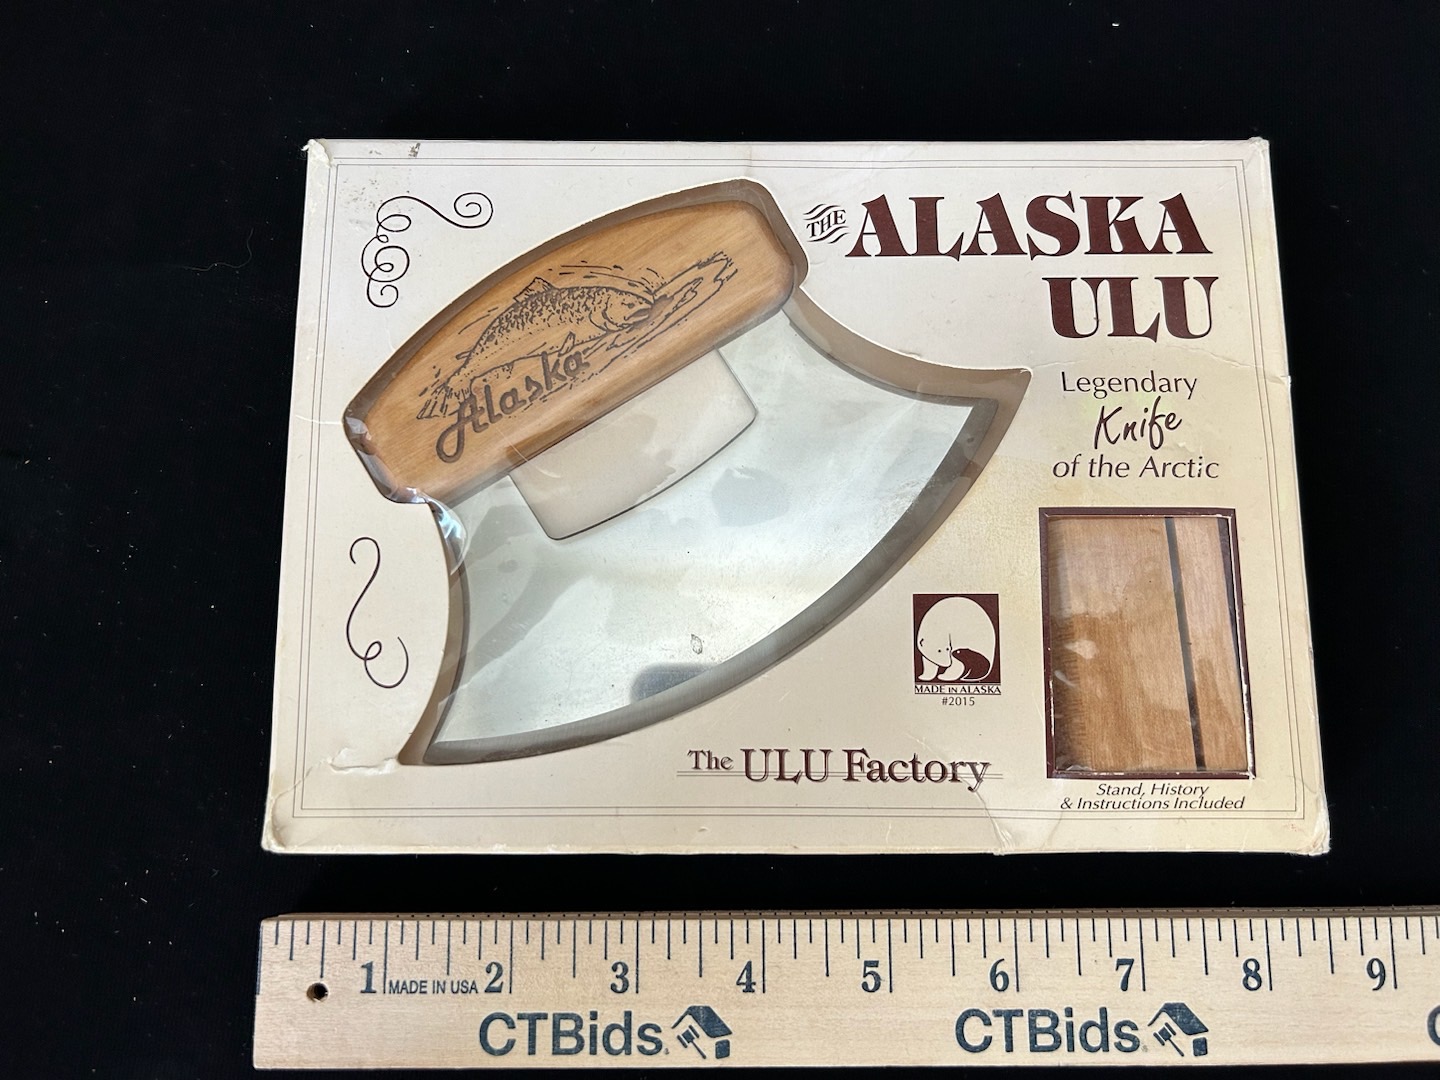 THE ALASKA
ULU
Legendary
Knife
of the Arctic
Alaska
MADE IN ALASKA
#2015
The ULU Factory
Stand, History
& Instructions Included
1 MADE IN USA 2 3 4 5 6 7 8 9
CTBids. CTBids.